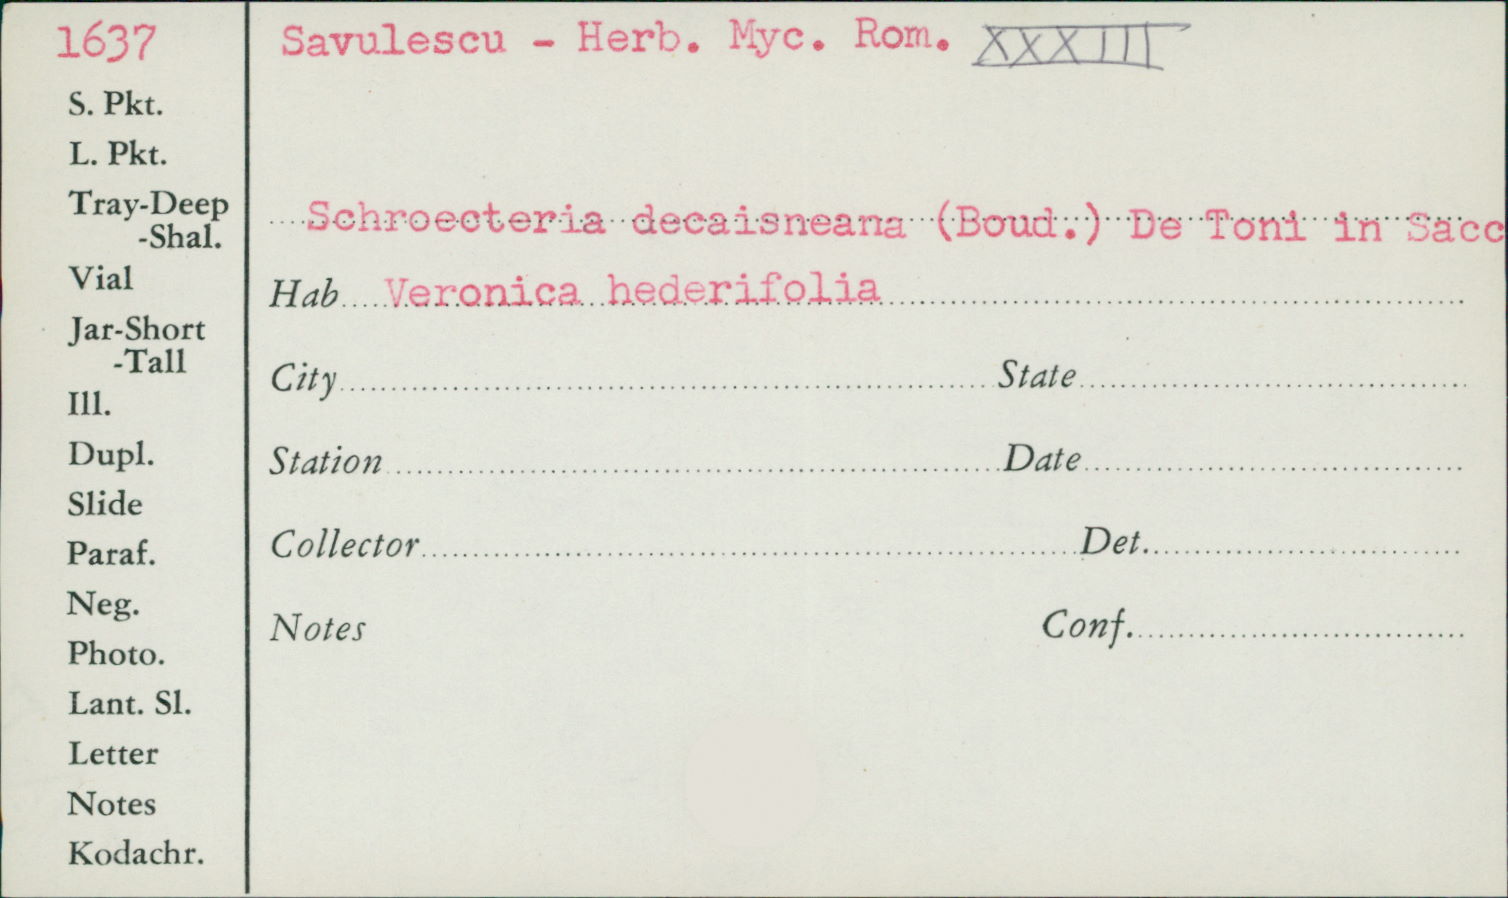 1637
Savulescu - Herb. Myc. Rom. XXXIII
S. Pkt.
L. Pkt.
Tray-Deep
-Shal.
Vial
Jar-Short
-Tall
Ill.
Dupl.
Slide
Paraf.
Neg.
Photo.
Lant. Sl.
Letter
Notes
Kodachr.
Schroecteria decaisneana (Boud.) De Toni in Sacc
Hab Veronica hederifolia
City State
Station Date
Collector Det.
Notes Conf.